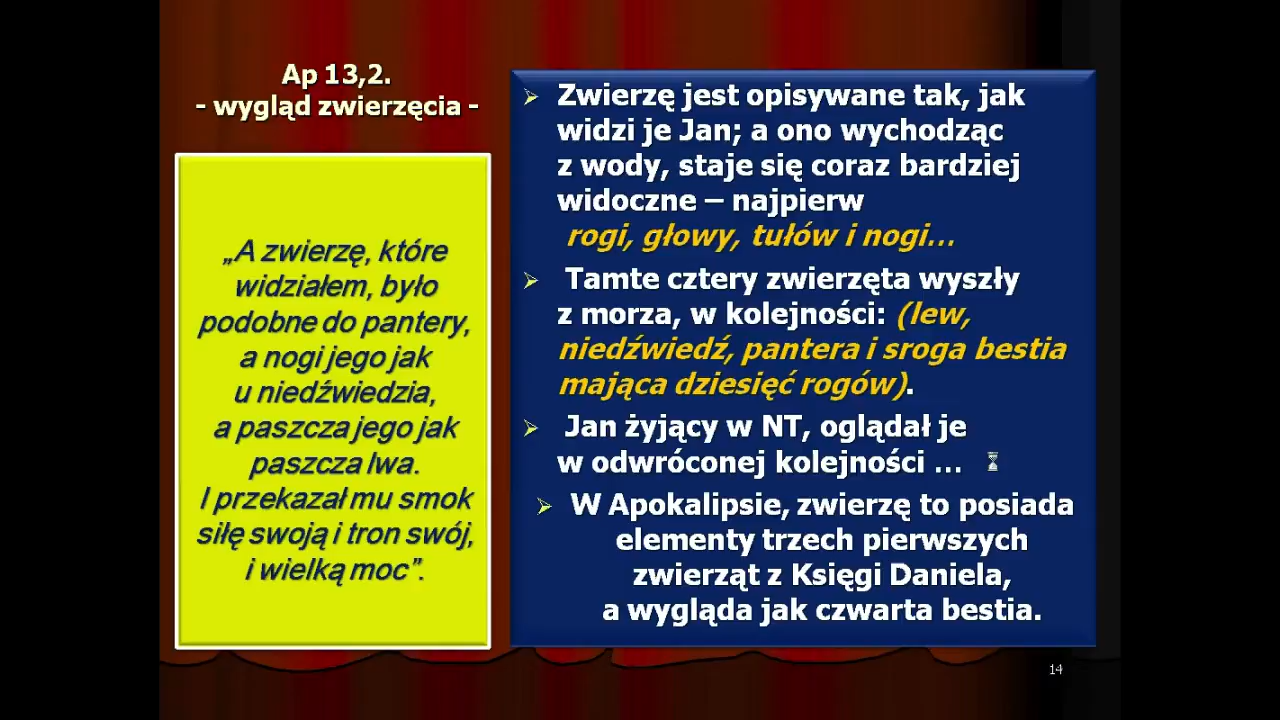 Ap 13,2.
- wygląd zwierzęcia -
„A zwierzę, które
widziałem, było
podobne do pantery,
a nogi jego jak
u niedźwiedzia,
a paszcza jego jak
paszcza lwa.
I przekazał mu smok
siłę swoją i tron swój,
i wielką moc”.
Zwierzę jest opisywane tak, jak
widzi je Jan; a ono wychodząc
z wody, staje się coraz bardziej
widoczne – najpierw
rogi, głowy, tułów i nogi…
Tamte cztery zwierzęta wyszły
z morza, w kolejności: (lew,
niedźwiedź, pantera i sroga bestia
mająca dziesięć rogów).
Jan żyjący w NT, oglądał je
w odwróconej kolejności …
W Apokalipsie, zwierzę to posiada
elementy trzech pierwszych
zwierząt z Księgi Daniela,
a wygląda jak czwarta bestia.
14